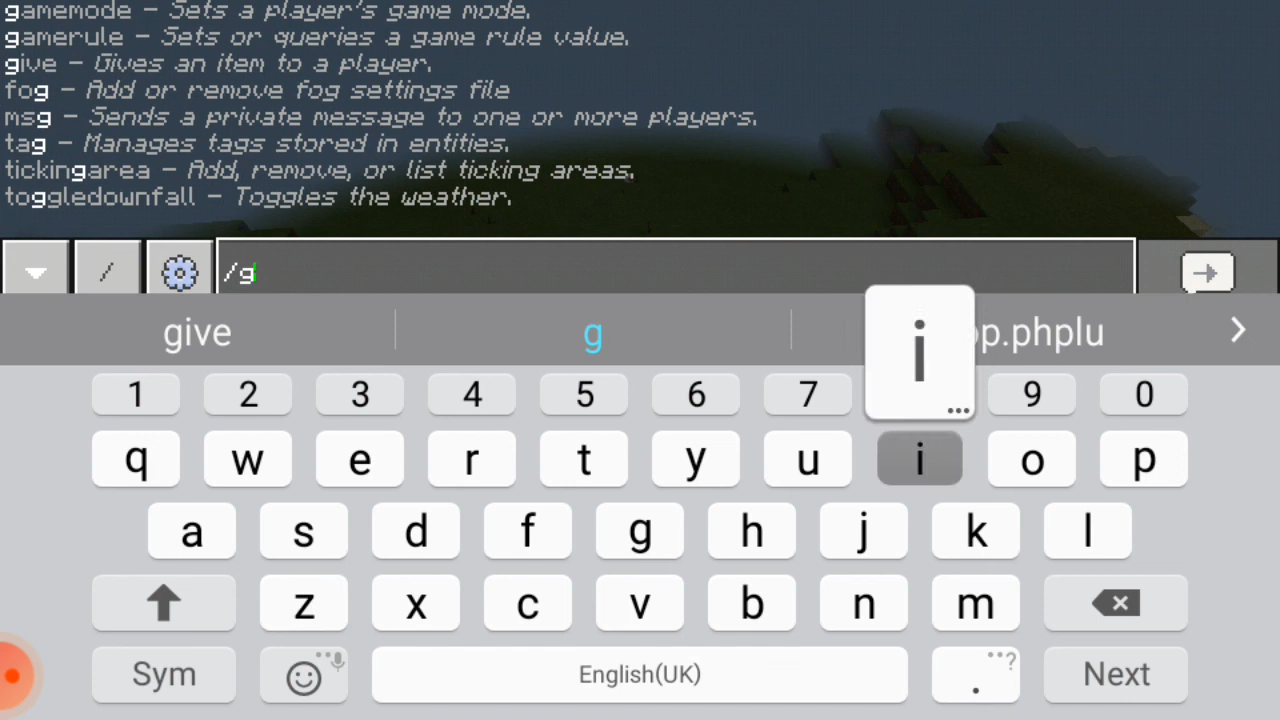 gamemode – Sets a player's game mode.
gamerule – Sets or queries a game rule value.
give – Gives an item to a player.
fog – Add or remove fog settings file
msg – Sends a private message to one or more players.
tag – Manages tags stored in entities.
tickingarea – Add, remove, or list ticking areas.
toggledownfall – Toggles the weather.
/ /g
give g op.phplu
i
1 2 3 4 5 6 7 9 0
q w e r t y u i o p
a s d f g h j k l
z x c v b n m
Sym English(UK) . ? Next